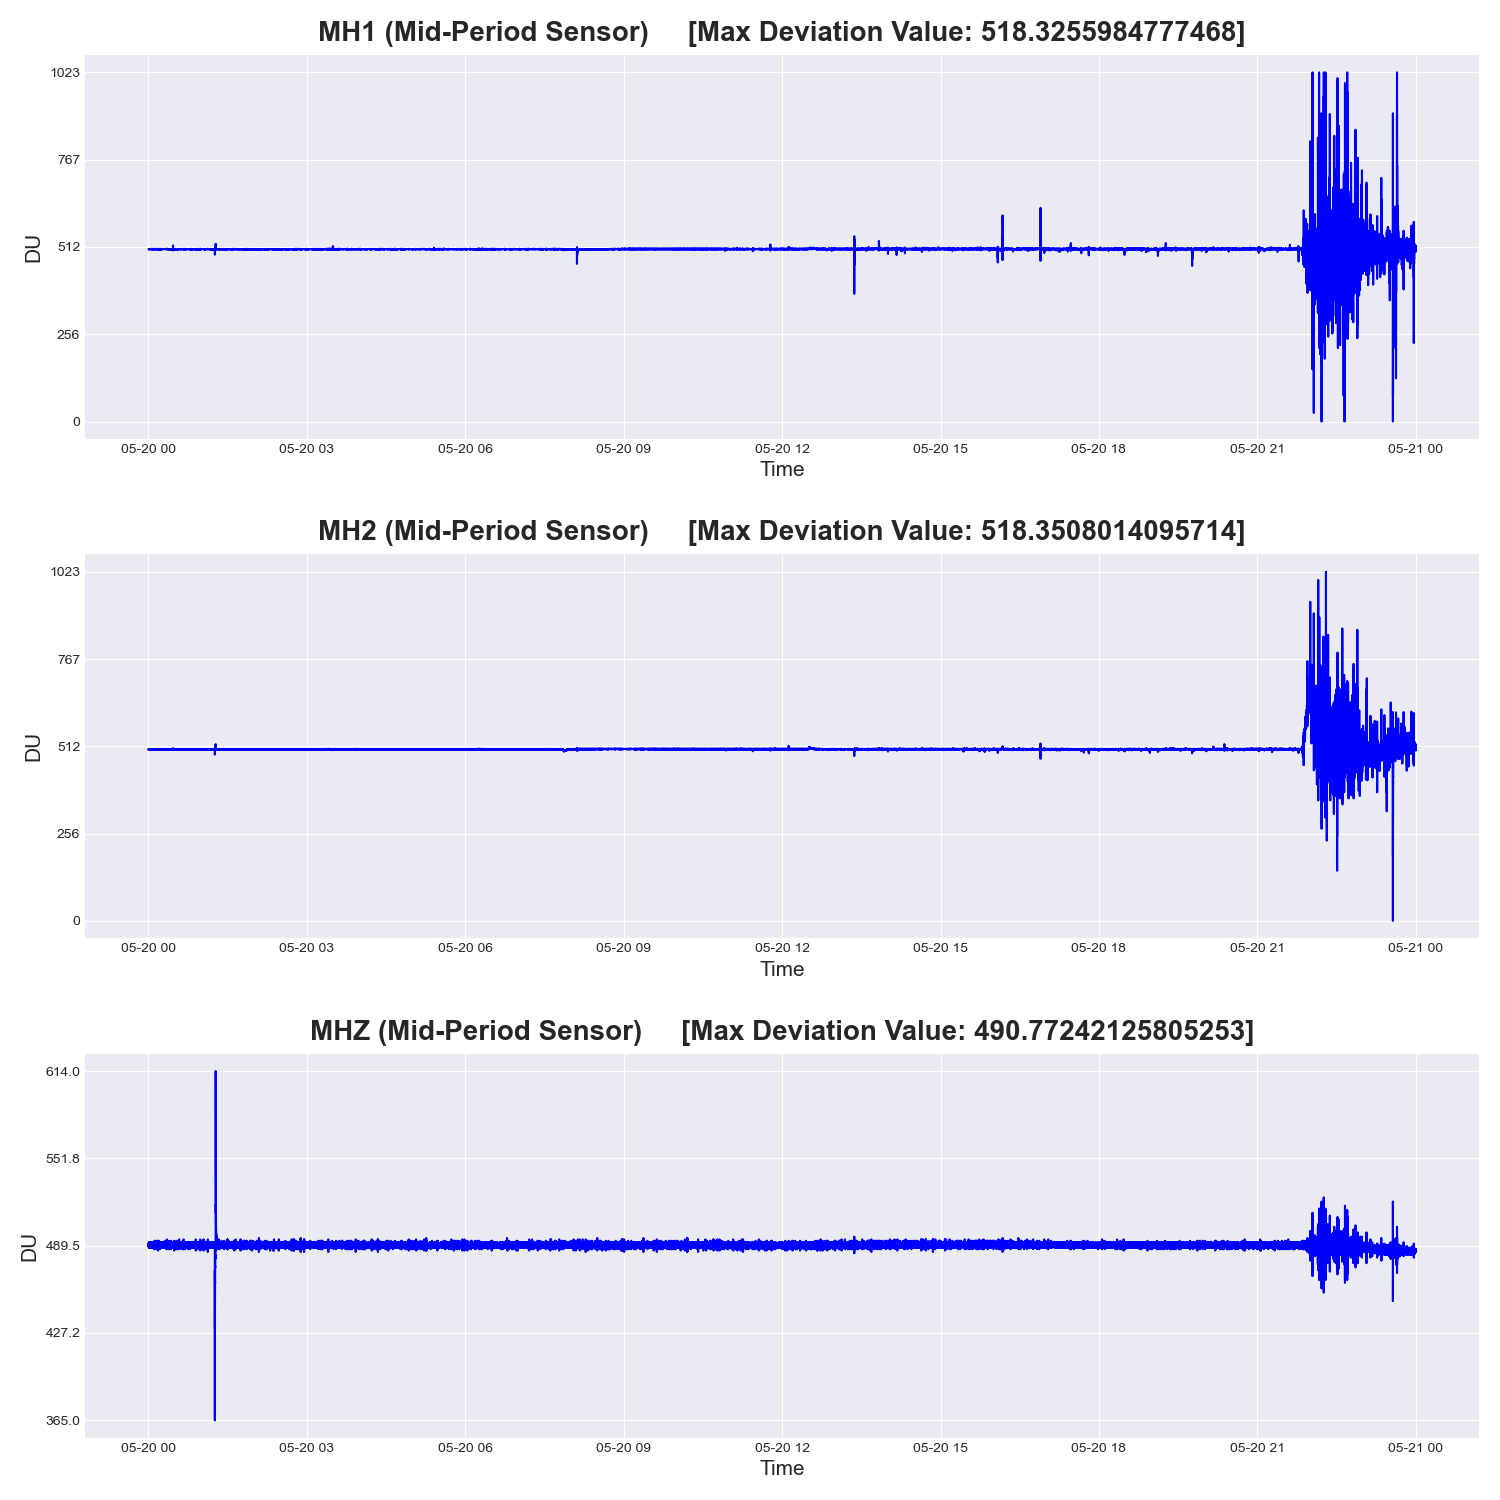 MH1 (Mid-Period Sensor) [Max Deviation Value: 518.3255984777468]
1023
767
512
256
0
DU
05-20 00 05-20 03 05-20 06 05-20 09 05-20 12 05-20 15 05-20 18 05-20 21 05-21 00
Time
MH2 (Mid-Period Sensor) [Max Deviation Value: 518.3508014095714]
1023
767
512
256
0
DU
05-20 00 05-20 03 05-20 06 05-20 09 05-20 12 05-20 15 05-20 18 05-20 21 05-21 00
Time
MHZ (Mid-Period Sensor) [Max Deviation Value: 490.77242125805253]
614.0
551.8
489.5
427.2
365.0
DU
05-20 00 05-20 03 05-20 06 05-20 09 05-20 12 05-20 15 05-20 18 05-20 21 05-21 00
Time